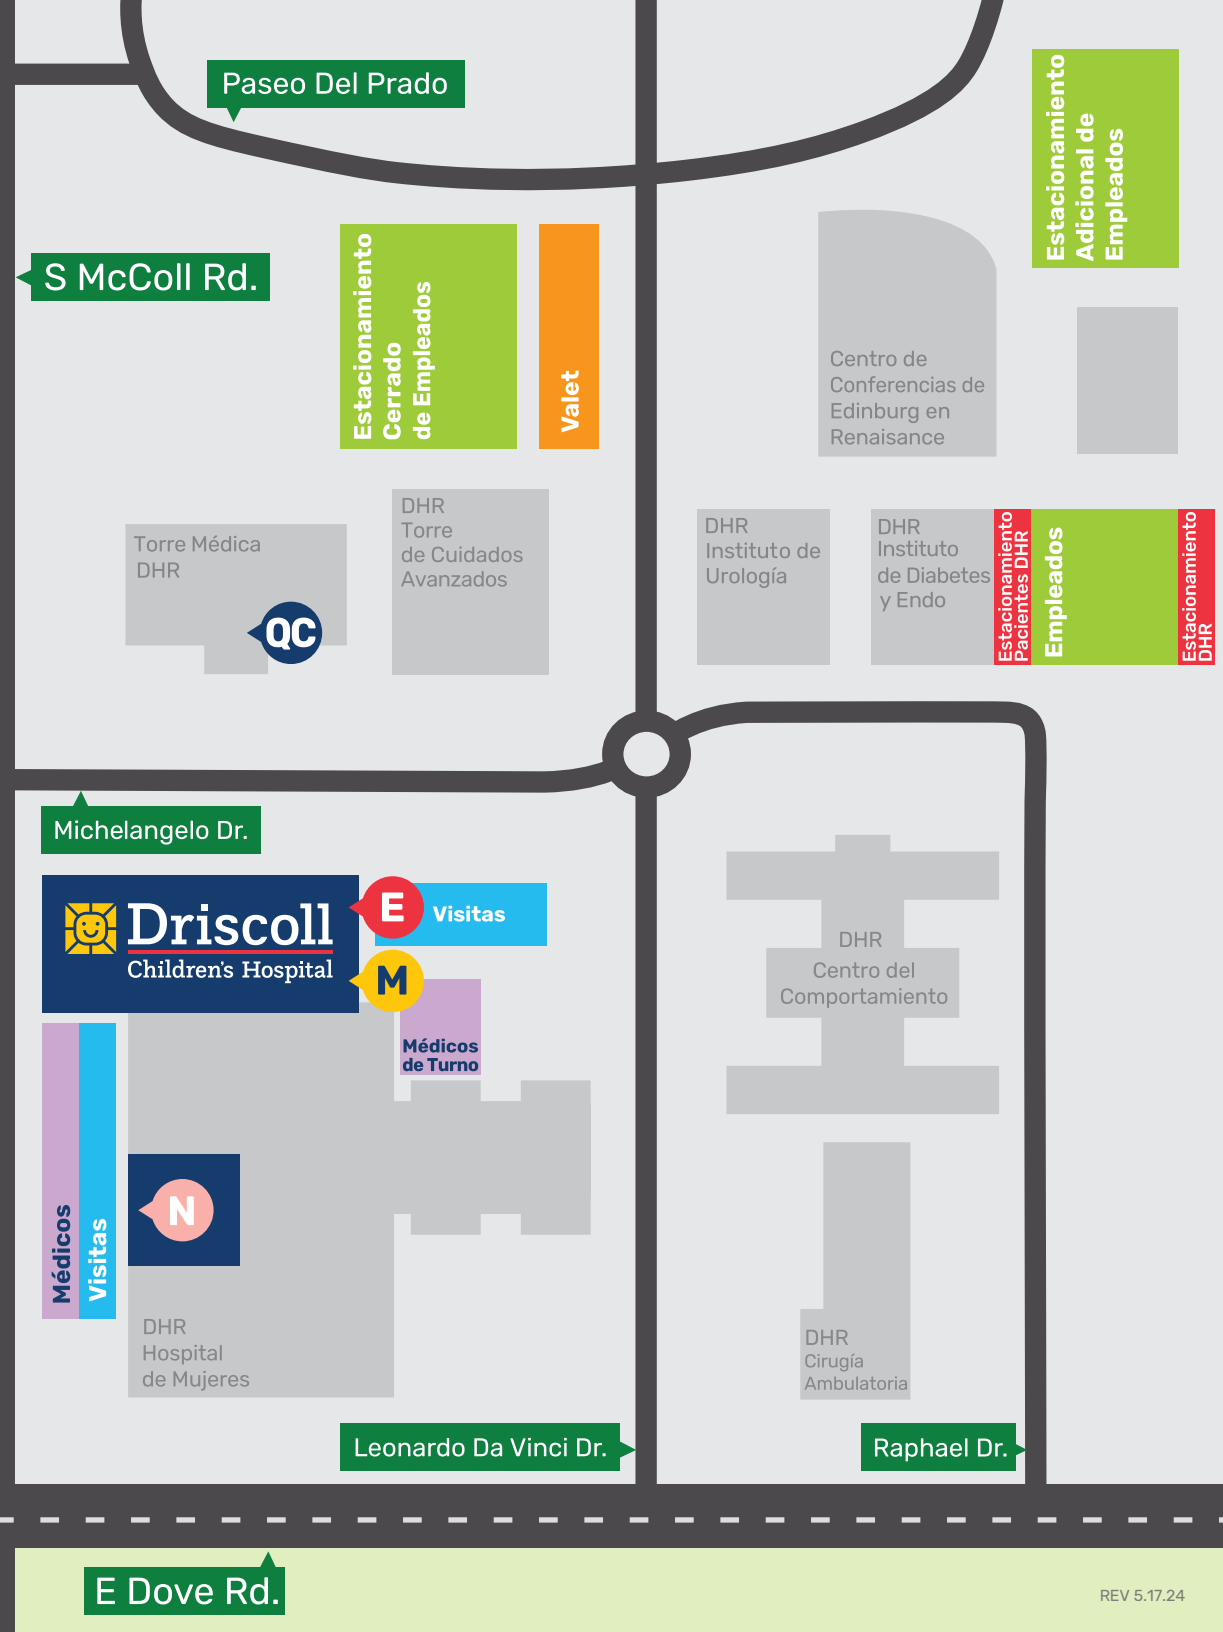 Paseo Del Prado
Estacionamiento
Adicional de
Empleados
S McColl Rd.
Estacionamiento
Cerrado
de Empleados
Valet
Centro de
Conferencias de
Edinburg en
Renaisance
Torre Médica
DHR
QC
DHR
Torre
de Cuidados
Avanzados
DHR
Instituto de
Urología
DHR
Instituto
de Diabetes
y Endo
Estacionamiento
Pacientes DHR
Empleados
Estacionamiento
DHR
Michelangelo Dr.
Driscoll
Children's Hospital
E
Visitas
M
Médicos
de Turno
DHR
Centro del
Comportamiento
Médicos
Visitas
N
DHR
Hospital
de Mujeres
DHR
Cirugía
Ambulatoria
Leonardo Da Vinci Dr.
Raphael Dr.
E Dove Rd.
REV 5.17.24